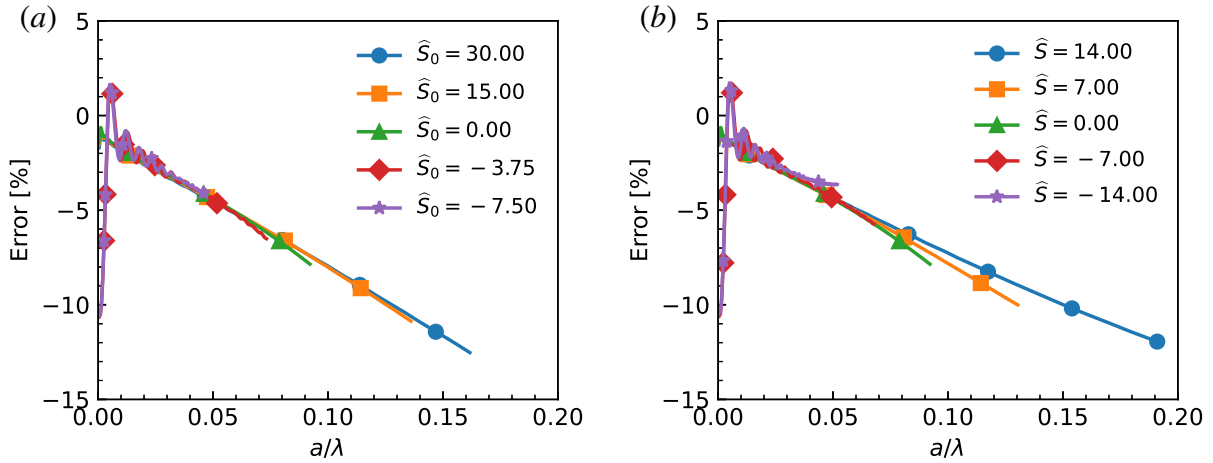 (a)
5
0
−5
−10
−15
Error [%]
0.00 0.05 0.10 0.15 0.20
a/λ
Ŝ₀ = 30.00
Ŝ₀ = 15.00
Ŝ₀ = 0.00
Ŝ₀ = −3.75
Ŝ₀ = −7.50
(b)
5
0
−5
−10
−15
Error [%]
0.00 0.05 0.10 0.15 0.20
a/λ
Ŝ = 14.00
Ŝ = 7.00
Ŝ = 0.00
Ŝ = −7.00
Ŝ = −14.00